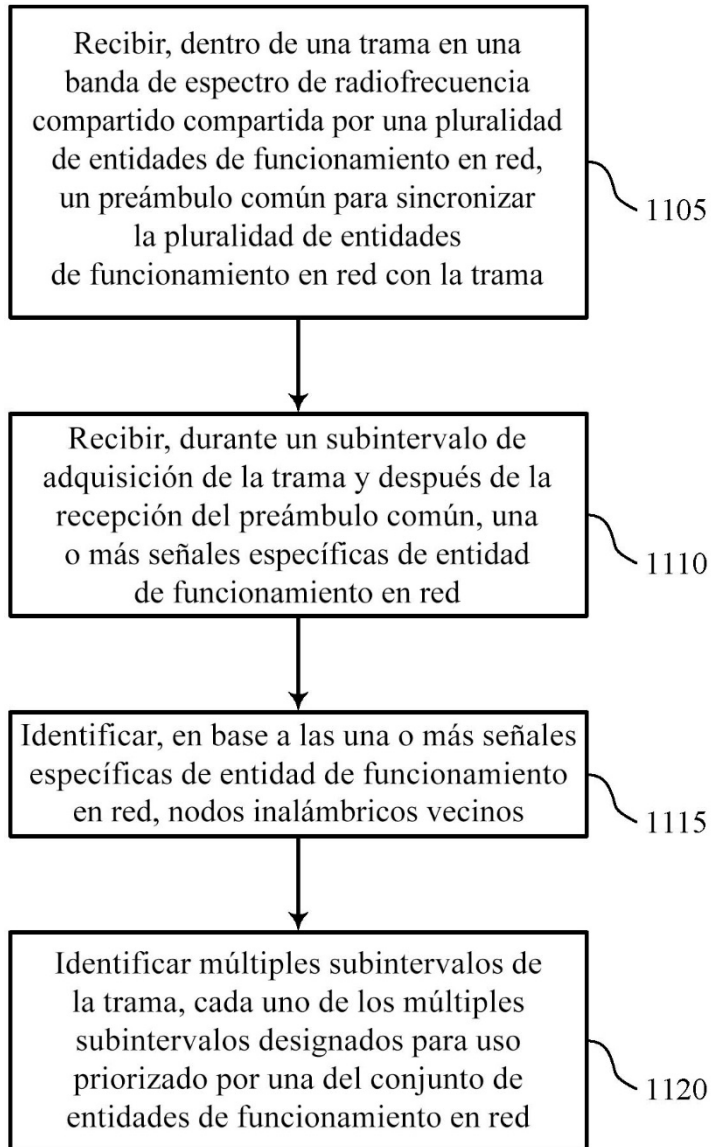 Recibir, dentro de una trama en una
banda de espectro de radiofrecuencia
compartido compartida por una pluralidad
de entidades de funcionamiento en red,
un preámbulo común para sincronizar
la pluralidad de entidades
de funcionamiento en red con la trama
1105
Recibir, durante un subintervalo de
adquisición de la trama y después de la
recepción del preámbulo común, una
o más señales específicas de entidad
de funcionamiento en red
1110
Identificar, en base a las una o más señales
específicas de entidad de funcionamiento
en red, nodos inalámbricos vecinos
1115
Identificar múltiples subintervalos de
la trama, cada uno de los múltiples
subintervalos designados para uso
priorizado por una del conjunto de
entidades de funcionamiento en red
1120